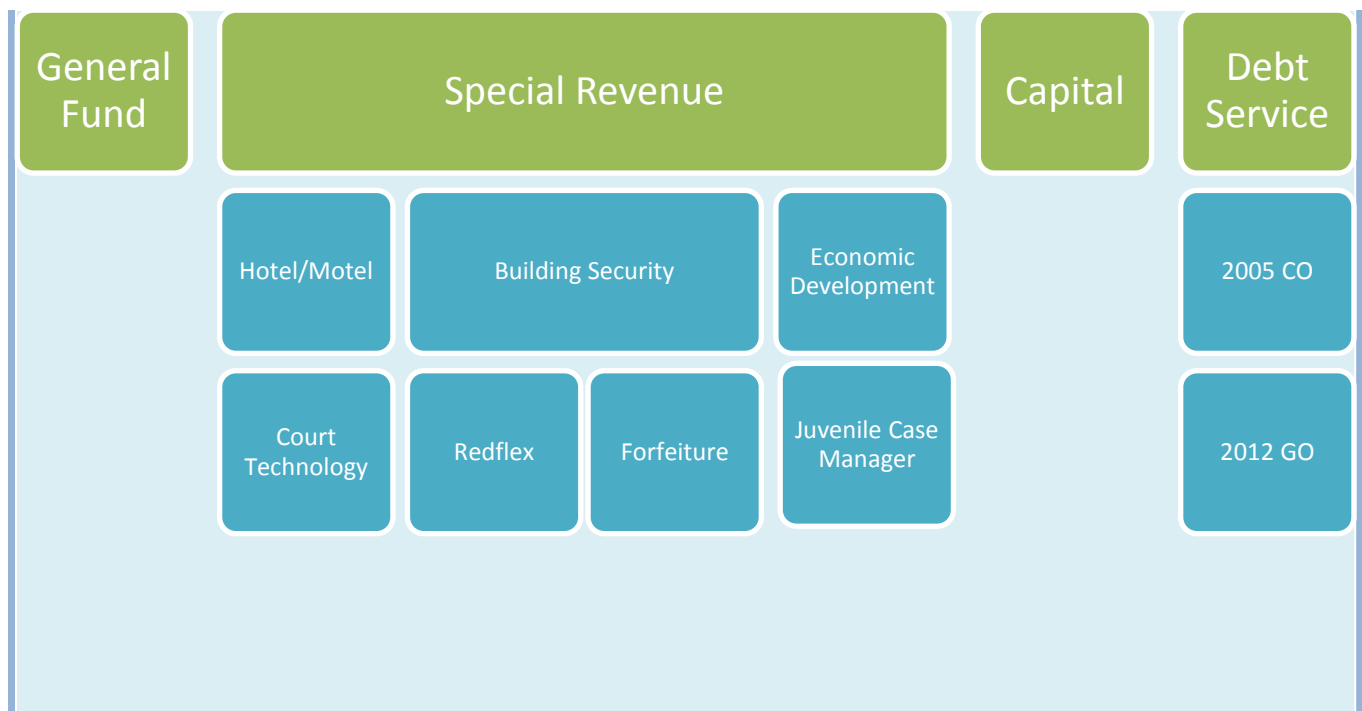 General
Fund
Special Revenue
Capital
Debt
Service
Hotel/Motel
Building Security
Economic
Development
2005 CO
Court
Technology
Redflex
Forfeiture
Juvenile Case
Manager
2012 GO